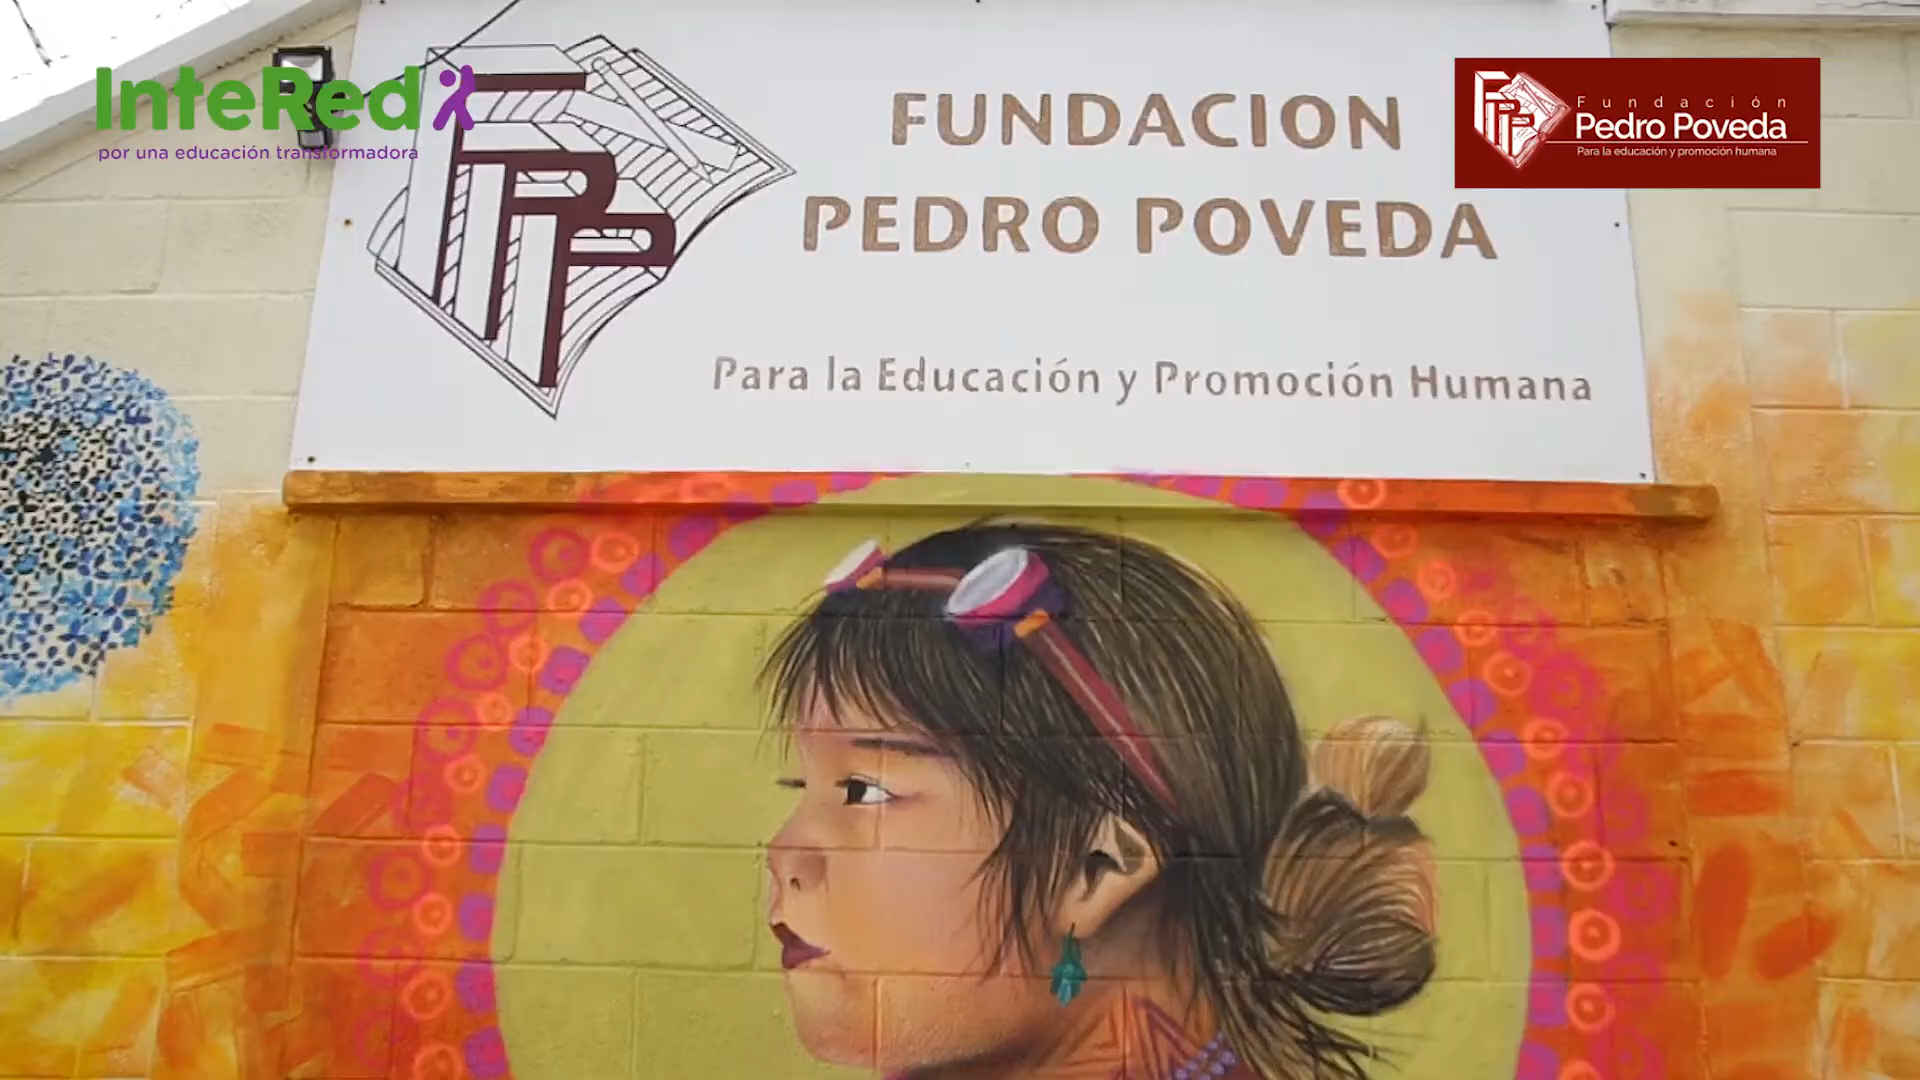 InteRed
por una educación transformadora
FUNDACION
PEDRO POVEDA
Para la Educación y Promoción Humana
Fundación
Pedro Poveda
Para la educación y promoción humana